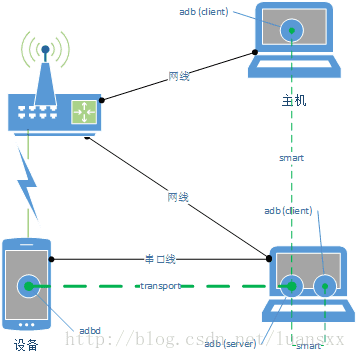 adb (client)
网线
主机
smart
网线
adb (client)
串口线
transport
adbd
设备
adb (server)
smart
http://blog.csdn.net/luansxx